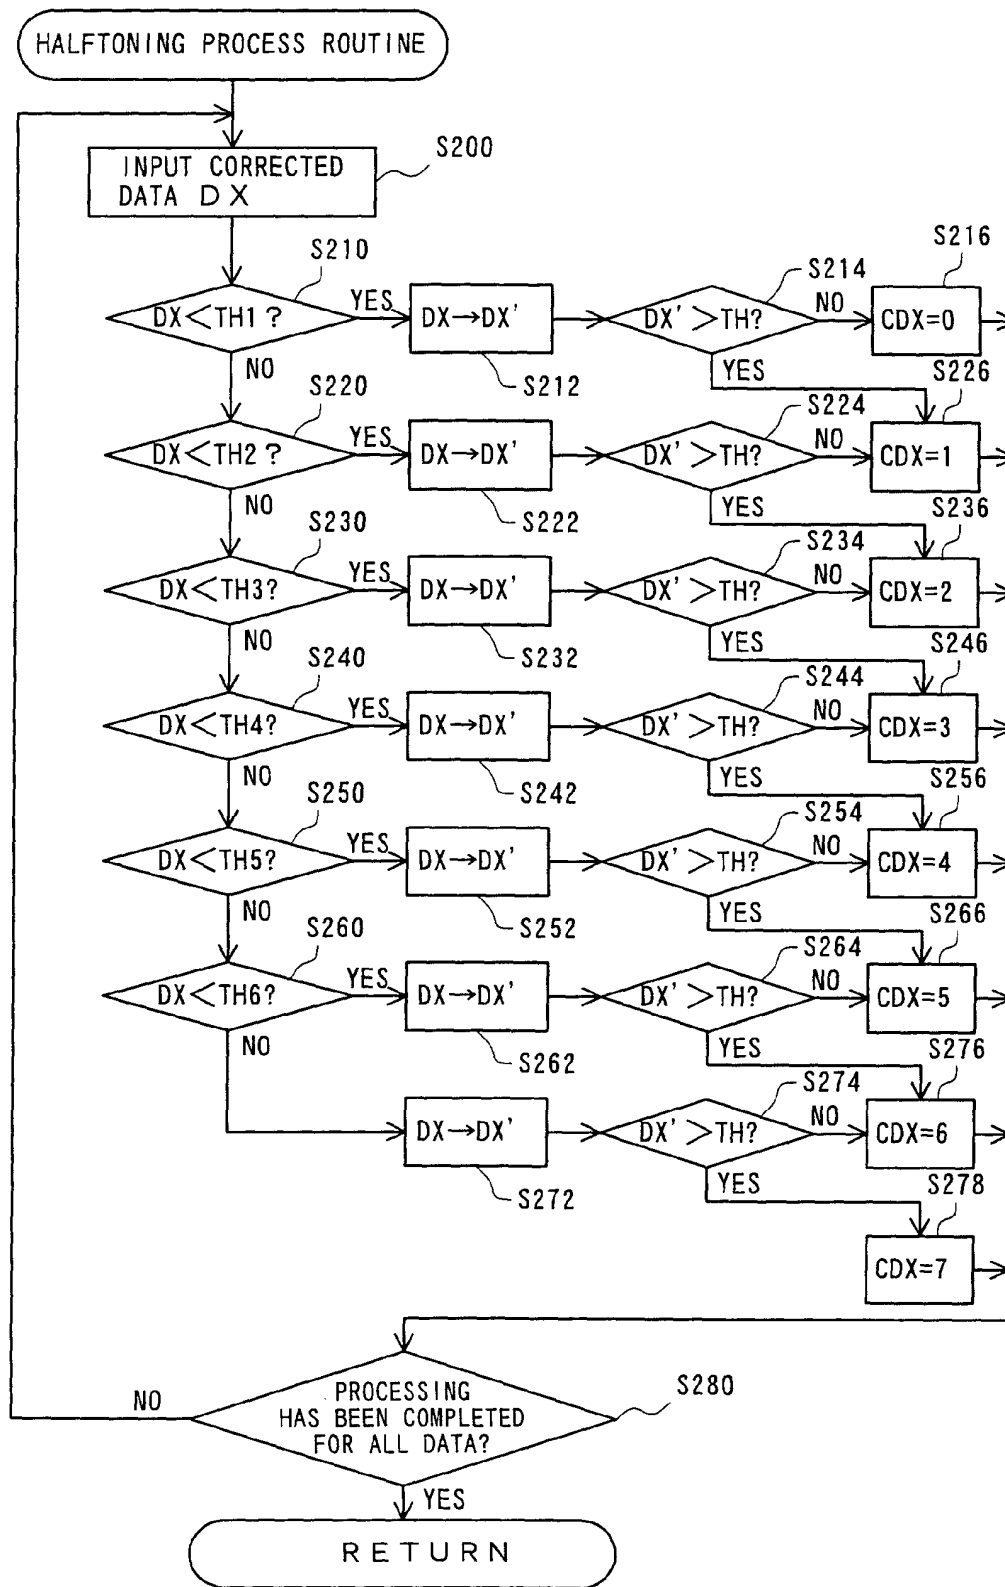 HALFTONING PROCESS ROUTINE
S200
INPUT CORRECTED
DATA DX
S210
DX<TH1?
YES
DX→DX'
S212
S214
DX'>TH?
NO
S216
CDX=0
NO
YES
S220
DX<TH2?
YES
DX→DX'
S222
S224
DX'>TH?
NO
S226
CDX=1
NO
YES
S230
DX<TH3?
YES
DX→DX'
S232
S234
DX'>TH?
NO
S236
CDX=2
NO
YES
S240
DX<TH4?
YES
DX→DX'
S242
S244
DX'>TH?
NO
S246
CDX=3
NO
YES
S250
DX<TH5?
YES
DX→DX'
S252
S254
DX'>TH?
NO
S256
CDX=4
NO
YES
S260
DX<TH6?
YES
DX→DX'
S262
S264
DX'>TH?
NO
S266
CDX=5
NO
YES
DX→DX'
S272
S274
DX'>TH?
NO
S276
CDX=6
YES
S278
CDX=7
S280
PROCESSING
HAS BEEN COMPLETED
FOR ALL DATA?
NO
YES
RETURN